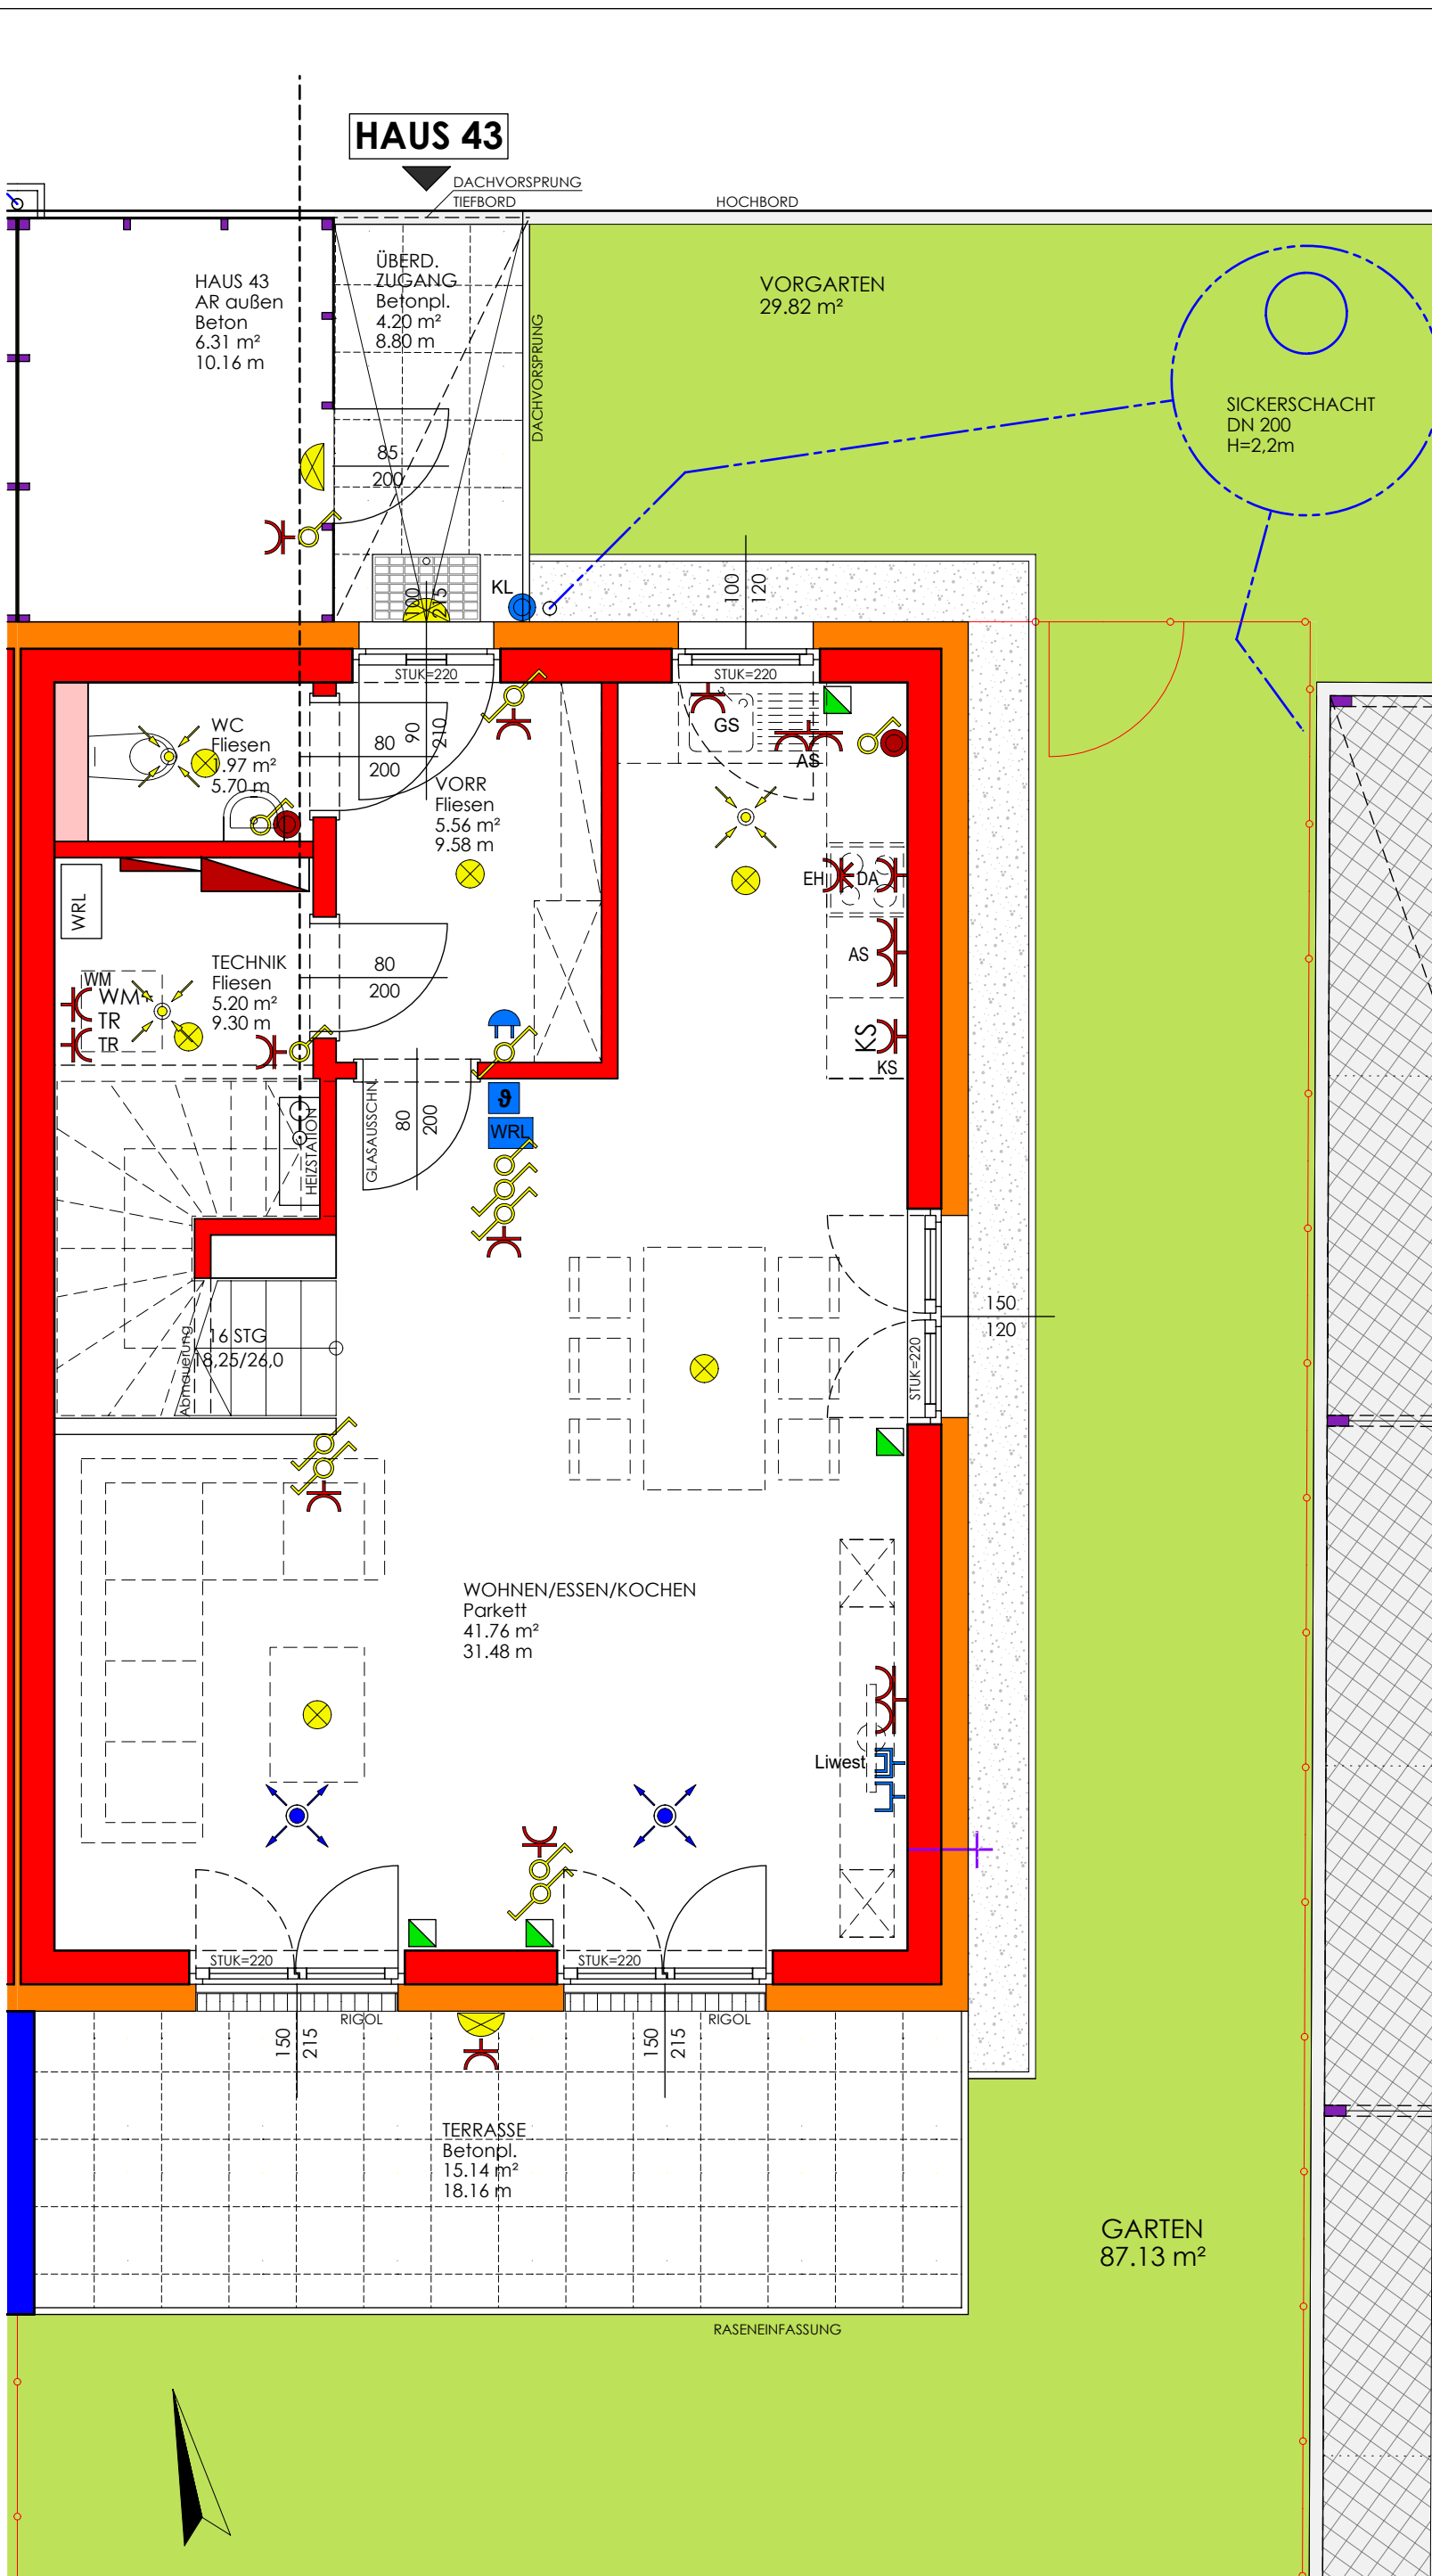 HAUS 43
DACHVORSPRUNG
TIEFBORD
HOCHBORD
HAUS 43
AR außen
Beton
6.31 m²
10.16 m
ÜBERD.
ZUGANG
Betonpl.
4.20 m²
8.80 m
DACHVORSPRUNG
VORGARTEN
29.82 m²
SICKERSCHACHT
DN 200
H=2,2m
85
200
KL
100
215
100
120
STUK=220
STUK=220
WC
Fliesen
1.97 m²
5.70 m
80
200
90
210
VORR
Fliesen
5.56 m²
9.58 m
GS
AS
EH
DA
AS
KS
KS
WRL
TECHNIK
Fliesen
5.20 m²
9.30 m
80
200
WM
WM+
TR
TR
HEIZSTATION
GLASAUSSCHN.
80
200
ϑ
WRL
150
120
STUK=220
Abmauerung
16 STG
18,25/26,0
WOHNEN/ESSEN/KOCHEN
Parkett
41.76 m²
31.48 m
Liwest
STUK=220
STUK=220
RIGOL
RIGOL
150
215
150
215
TERRASSE
Betonpl.
15.14 m²
18.16 m
GARTEN
87.13 m²
RASENEINFASSUNG